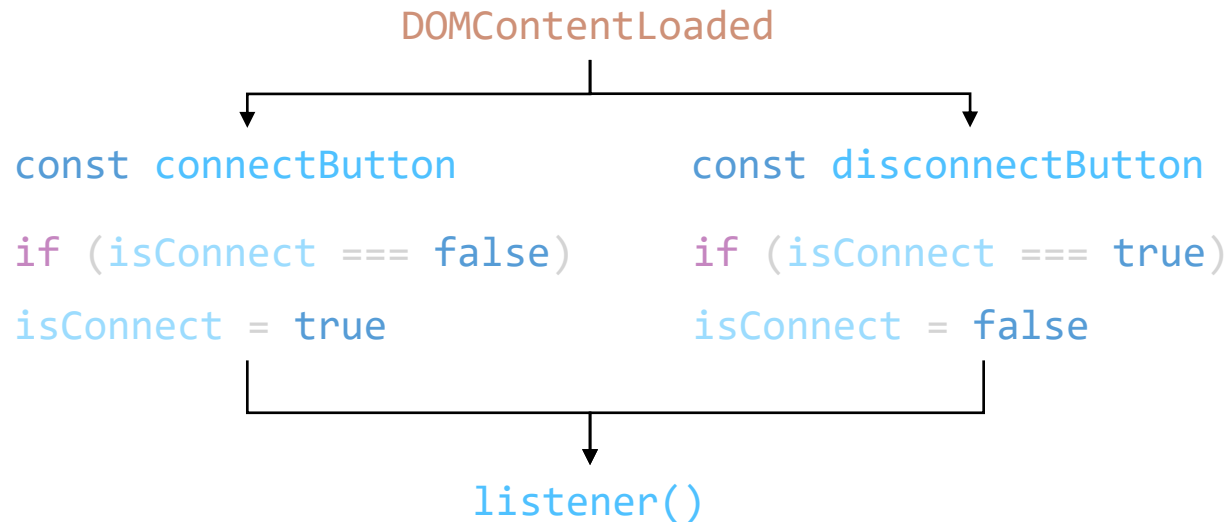 DOMContentLoaded
const connectButton
if (isConnect === false)
isConnect = true
const disconnectButton
if (isConnect === true)
isConnect = false
listener()